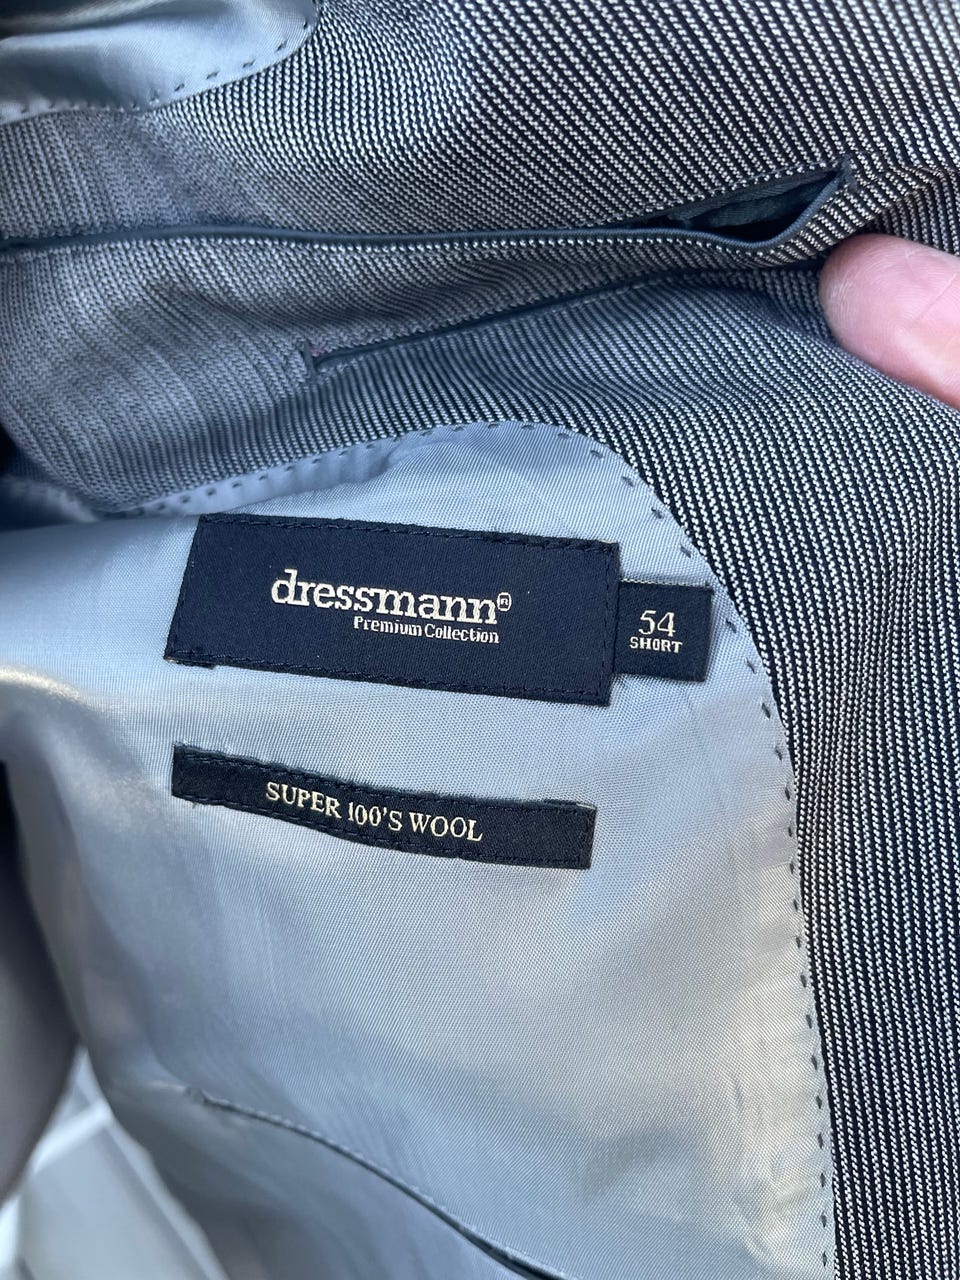 dressmann®
Premium Collection
54
SHORT
SUPER 100'S WOOL